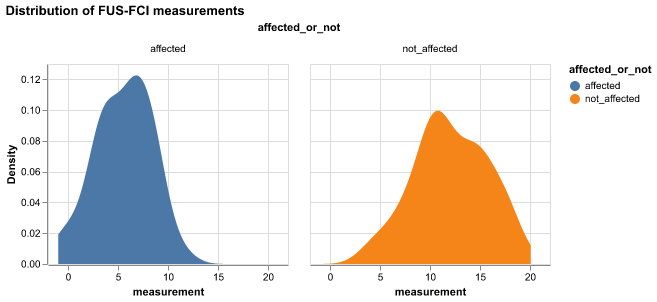 Distribution of FUS-FCI measurements
affected_or_not
affected
not_affected
affected_or_not
affected
not_affected
Density
0.12
0.10
0.08
0.06
0.04
0.02
0.00
0 5 10 15 20
0 5 10 15 20
measurement
measurement